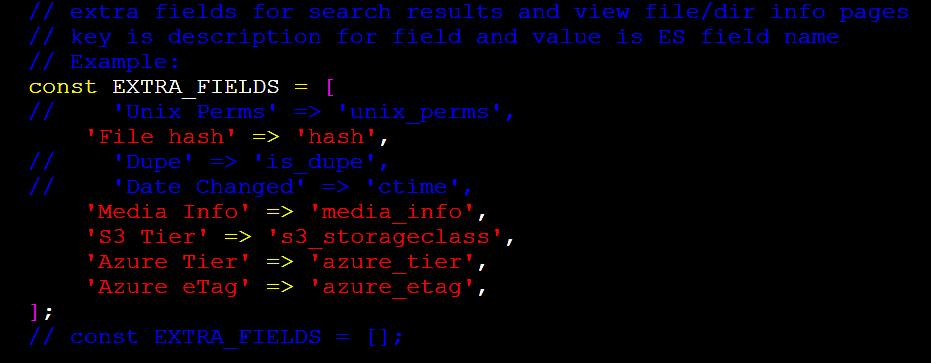 // extra fields for search results and view file/dir info pages
// key is description for field and value is ES field name
// Example:
const EXTRA_FIELDS = [
//    'Unix Perms' => 'unix_perms',
    'File hash' => 'hash',
//    'Dupe' => 'is_dupe',
//    'Date Changed' => 'ctime',
    'Media Info' => 'media_info',
    'S3 Tier' => 's3_storageclass',
    'Azure Tier' => 'azure_tier',
    'Azure eTag' => 'azure_etag',
];
// const EXTRA_FIELDS = [];